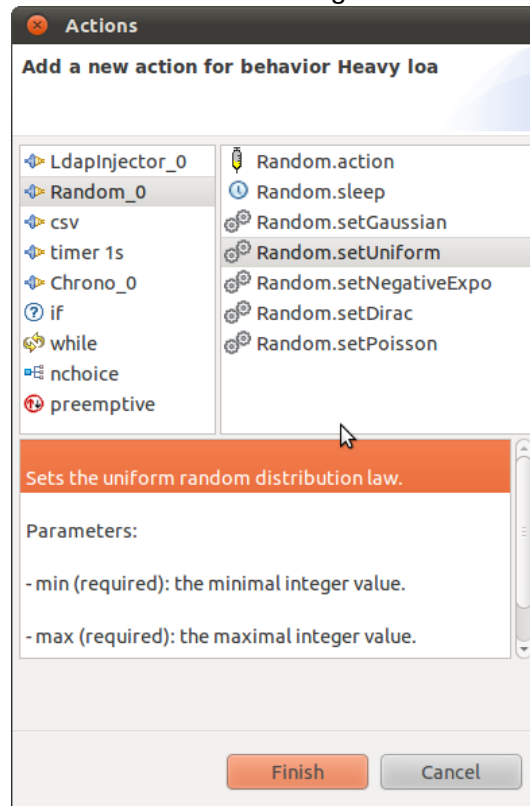 Actions
Add a new action for behavior Heavy loa
LdapInjector_0
Random_0
csv
timer 1s
Chrono_0
if
while
nchoice
preemptive
Random.action
Random.sleep
Random.setGaussian
Random.setUniform
Random.setNegativeExpo
Random.setDirac
Random.setPoisson
Sets the uniform random distribution law.
Parameters:
- min (required): the minimal integer value.
- max (required): the maximal integer value.
Finish
Cancel